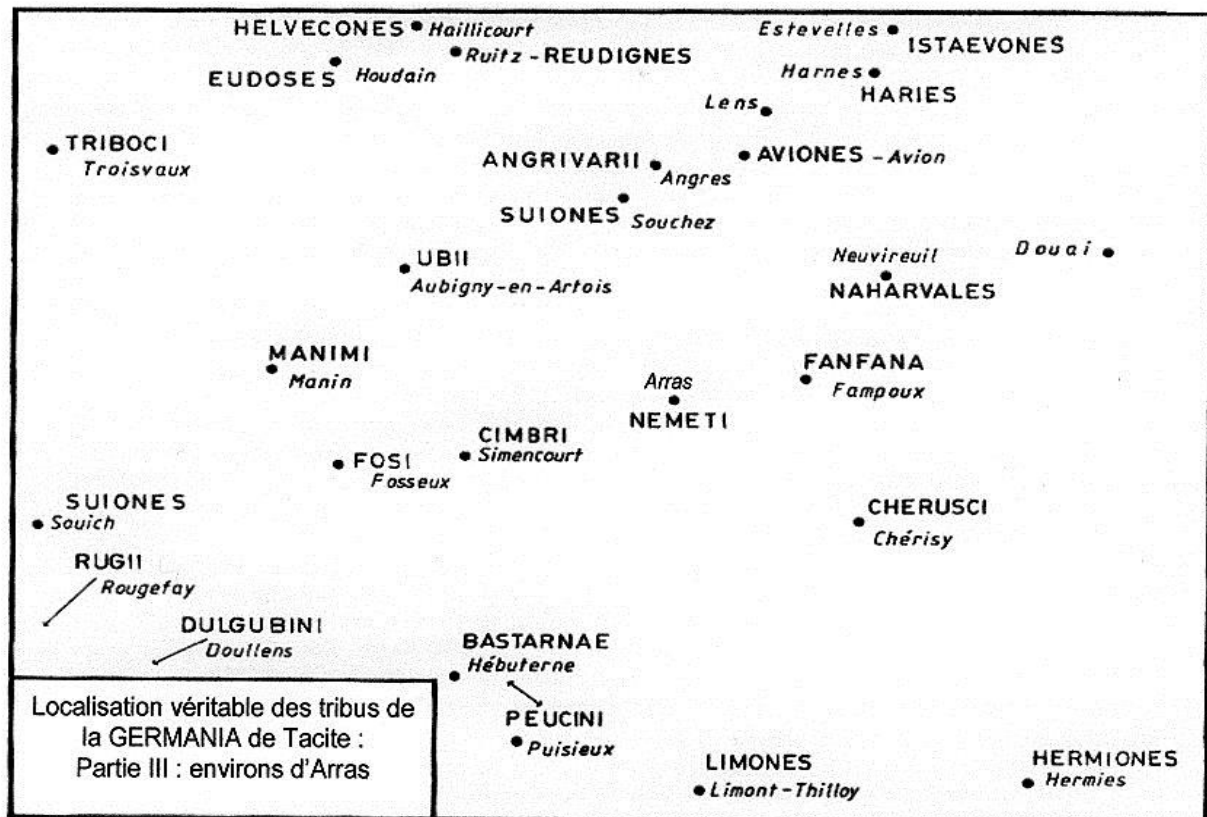 HELVECONES Haillicourt
Estevelles
ISTAEVONES
Ruitz - REUDIGNES
EUDOSES Houdain
Harnes
HARIES
Lens
TRIBOCI
Troisvaux
ANGRIVARII
Angres
AVIONES - Avion
SUIONES Souchez
UBII
Aubigny-en-Artois
Neuvireuil
NAHARVALES
Douai
MANIMI
Manin
Arras
NEMETI
FANFANA
Fampoux
CIMBRI
Simencourt
FOSI
Fosseux
SUIONES
Souich
CHERUSCI
Chérisy
RUGII
Rougefay
DULGUBINI
Doullens
BASTARNAE
Hébuterne
PEUCINI
Puisieux
Localisation véritable des tribus de
la GERMANIA de Tacite :
Partie III : environs d'Arras
LIMONES
Limont-Thilloy
HERMIONES
Hermies